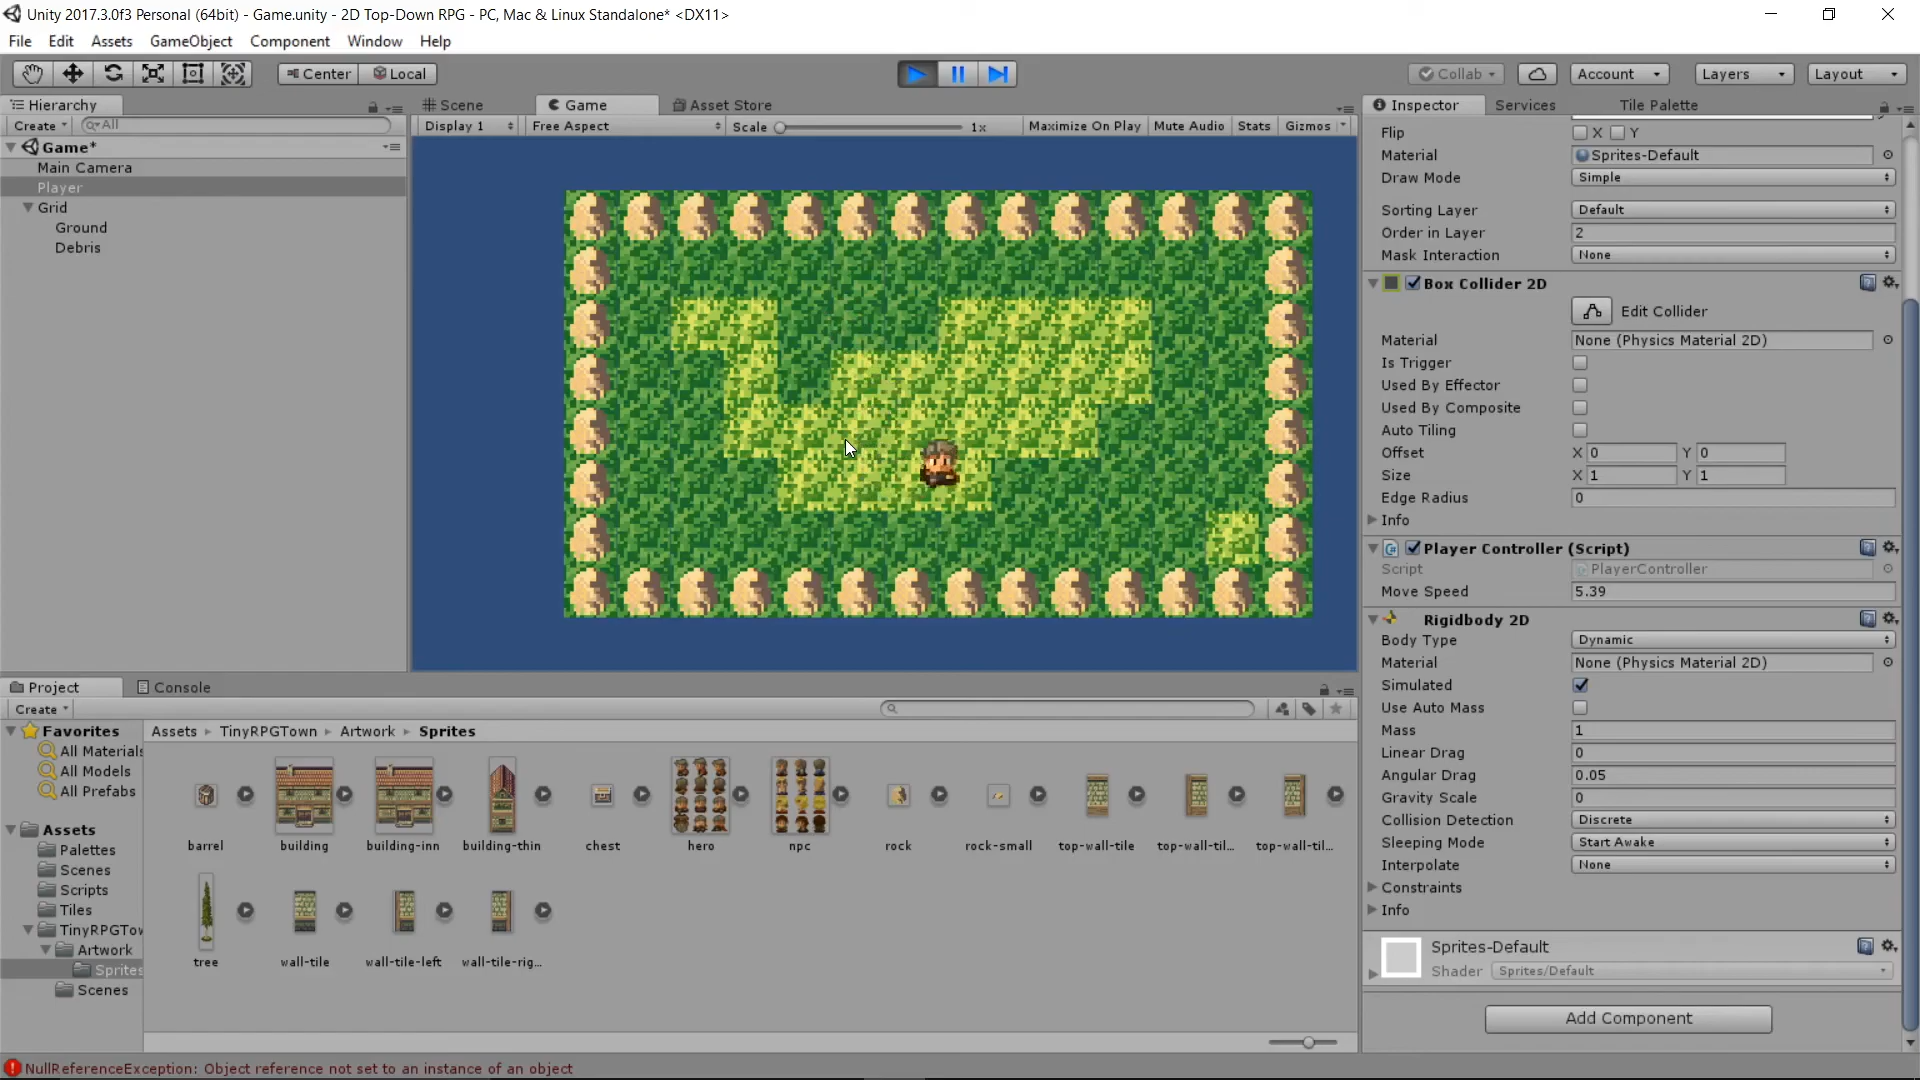 Unity 2017.3.0f3 Personal (64bit) - Game.unity - 2D Top-Down RPG - PC, Mac & Linux Standalone* <DX11>
File Edit Assets GameObject Component Window Help
Center Local Collab Account Layers Layout
Hierarchy
Create All
Game*
Main Camera
Player
Grid
Ground
Debris
Scene Game Asset Store
Display 1 Free Aspect Scale 1x Maximize On Play Mute Audio Stats Gizmos
Inspector Services Tile Palette
Flip X Y
Material Sprites-Default
Draw Mode Simple
Sorting Layer Default
Order in Layer 2
Mask Interaction None
Box Collider 2D
Edit Collider
Material None (Physics Material 2D)
Is Trigger
Used By Effector
Used By Composite
Auto Tiling
Offset X 0 Y 0
Size X 1 Y 1
Edge Radius 0
Info
Player Controller (Script)
Script PlayerController
Move Speed 5.39
Rigidbody 2D
Body Type Dynamic
Material None (Physics Material 2D)
Simulated
Use Auto Mass
Mass 1
Linear Drag 0
Angular Drag 0.05
Gravity Scale 0
Collision Detection Discrete
Sleeping Mode Start Awake
Interpolate None
Constraints
Info
Sprites-Default
Shader Sprites/Default
Add Component
Project Console
Create
Favorites
All Materials
All Models
All Prefabs
Assets
Palettes
Scenes
Scripts
Tiles
TinyRPGTow
Artwork
Sprites
Scenes
Assets TinyRPGTown Artwork Sprites
barrel building building-inn building-thin chest hero npc rock rock-small top-wall-tile top-wall-til... top-wall-til...
tree wall-tile wall-tile-left wall-tile-rig...
NullReferenceException: Object reference not set to an instance of an object